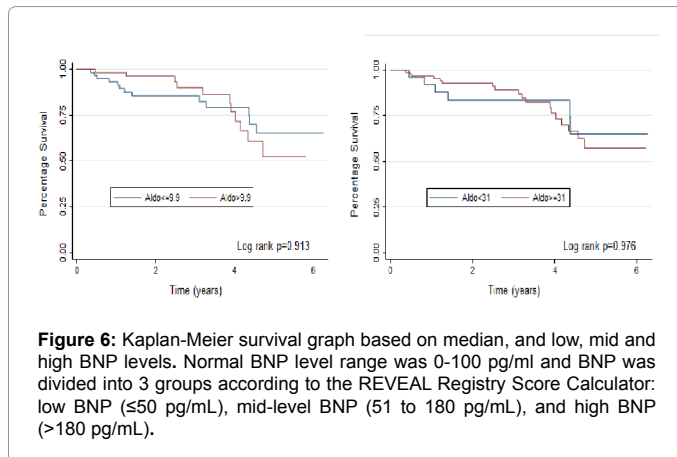 Percentage Survival
1.00
0.75
0.50
0.25
0.00
Aldo<=9.9 Aldo>9.9
Log rank p=0.913
0 2 4 6
Time (years)
Percentage Survival
1.00
0.75
0.50
0.25
0.00
Aldo<31 Aldo>=31
Log rank p=0.976
0 2 4 6
Time (years)
Figure 6: Kaplan-Meier survival graph based on median, and low, mid and
high BNP levels. Normal BNP level range was 0-100 pg/ml and BNP was
divided into 3 groups according to the REVEAL Registry Score Calculator:
low BNP (≤50 pg/mL), mid-level BNP (51 to 180 pg/mL), and high BNP
(>180 pg/mL).